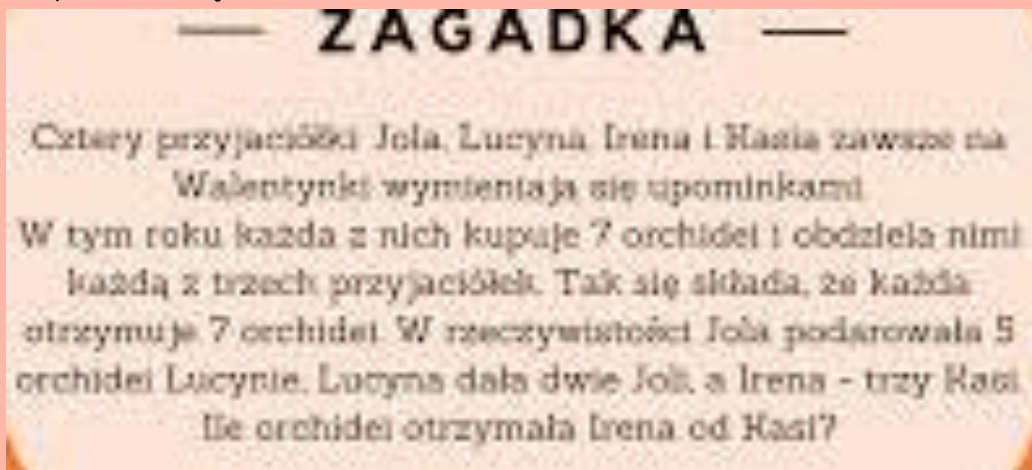 ZAGADKA
Cztery przyjaciółki Jola, Lucyna, Irena i Kasia zawsze na
Walentynki wymieniają się upominkami.
W tym roku każda z nich kupuje 7 orchidei i obdziela nimi
każdą z trzech przyjaciółek. Tak się składa, że każda
otrzymuje 7 orchidei. W rzeczywistości Jola podarowała 5
orchidei Lucynie, Lucyna dała dwie Joli, a Irena - trzy Kasi.
Ile orchidei otrzymała Irena od Kasi?